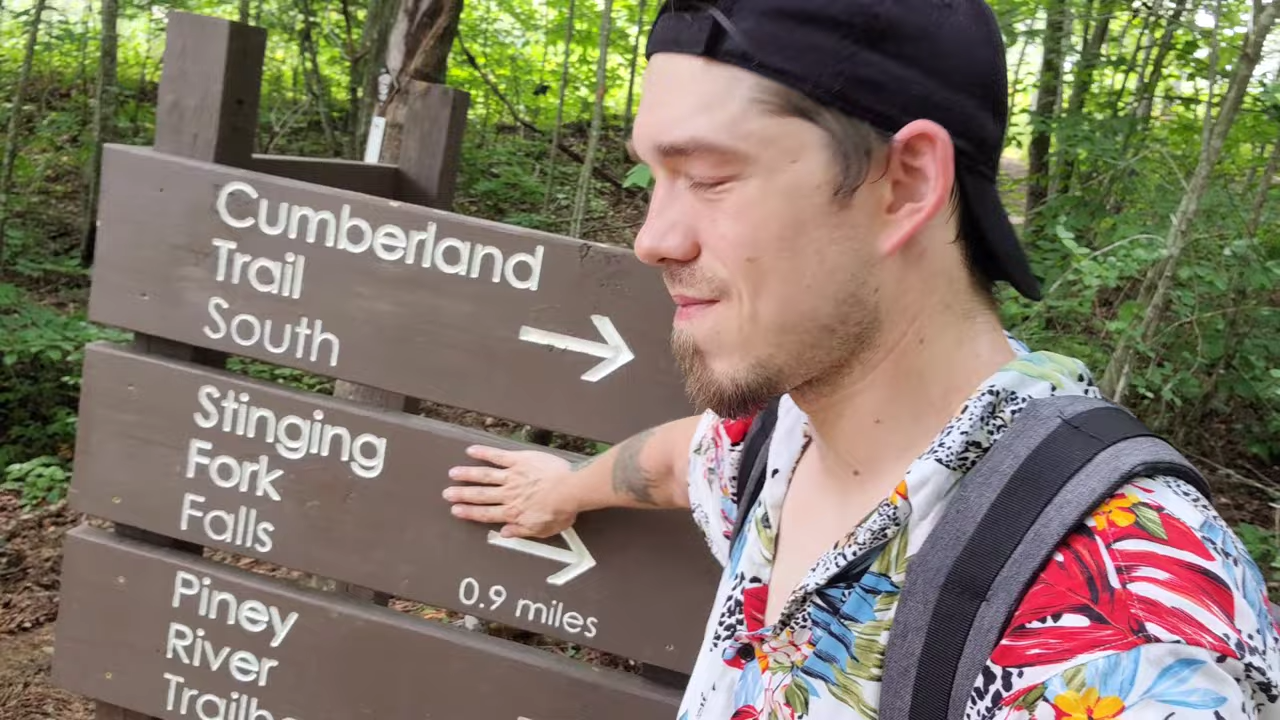 Cumberland
Trail
South
Stinging
Fork
Falls
0.9 miles
Piney
River